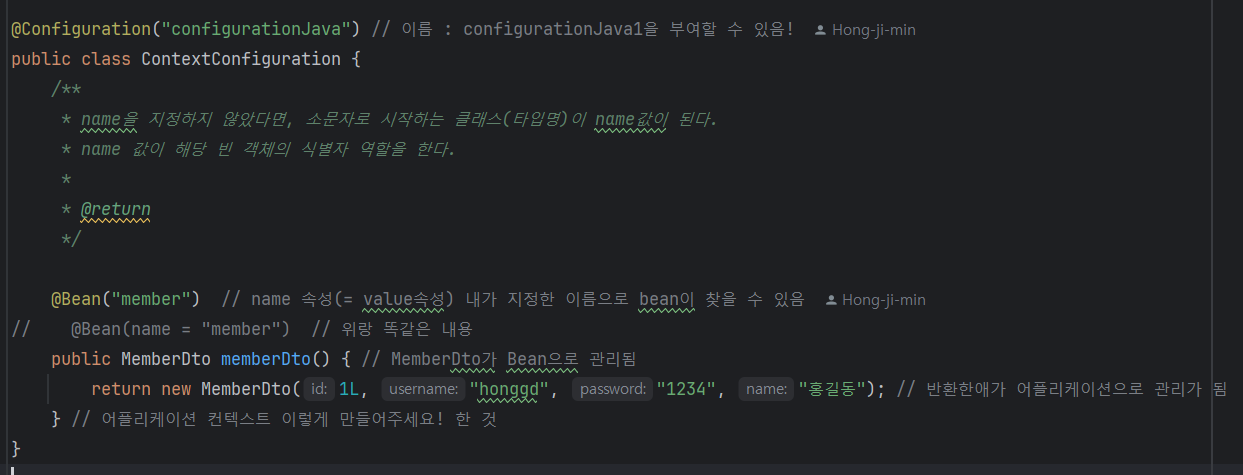 @Configuration("configurationJava") // 이름 : configurationJava1을 부여할 수 있음! Hong-ji-min
public class ContextConfiguration {
/**
* name을 지정하지 않았다면, 소문자로 시작하는 클래스(타입명)이 name값이 된다.
* name 값이 해당 빈 객체의 식별자 역할을 한다.
*
* @return
*/
@Bean("member") // name 속성(= value속성) 내가 지정한 이름으로 bean이 찾을 수 있음 Hong-ji-min
// @Bean(name = "member") // 위랑 똑같은 내용
public MemberDto memberDto() { // MemberDto가 Bean으로 관리됨
return new MemberDto( id: 1L, username: "honggd", password: "1234", name: "홍길동"); // 반환한애가 어플리케이션으로 관리가 됨
} // 어플리케이션 컨텍스트 이렇게 만들어주세요! 한 것
}